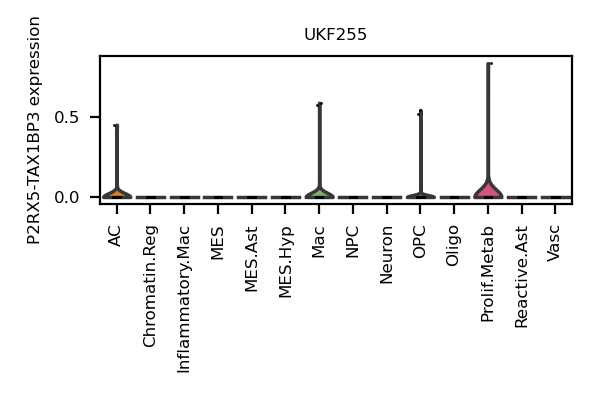 UKF255
P2RX5-TAX1BP3 expression
0.5
0.0
AC
Chromatin.Reg
Inflammatory.Mac
MES
MES.Ast
MES.Hyp
Mac
NPC
Neuron
OPC
Oligo
Prolif.Metab
Reactive.Ast
Vasc